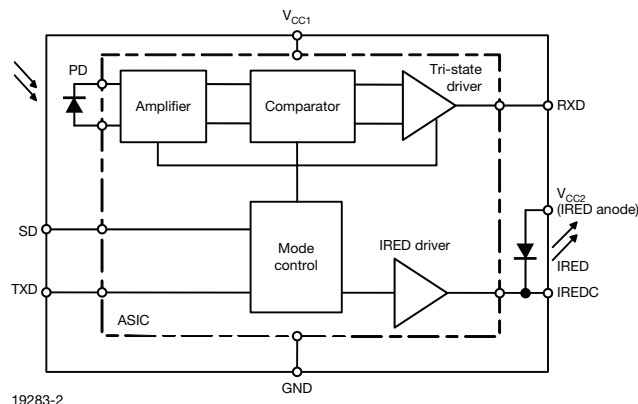 VCC1
PD
Amplifier
Comparator
Tri-state
driver
RXD
VCC2
(IRED anode)
SD
Mode
control
IRED driver
IRED
TXD
IREDC
ASIC
GND
19283-2